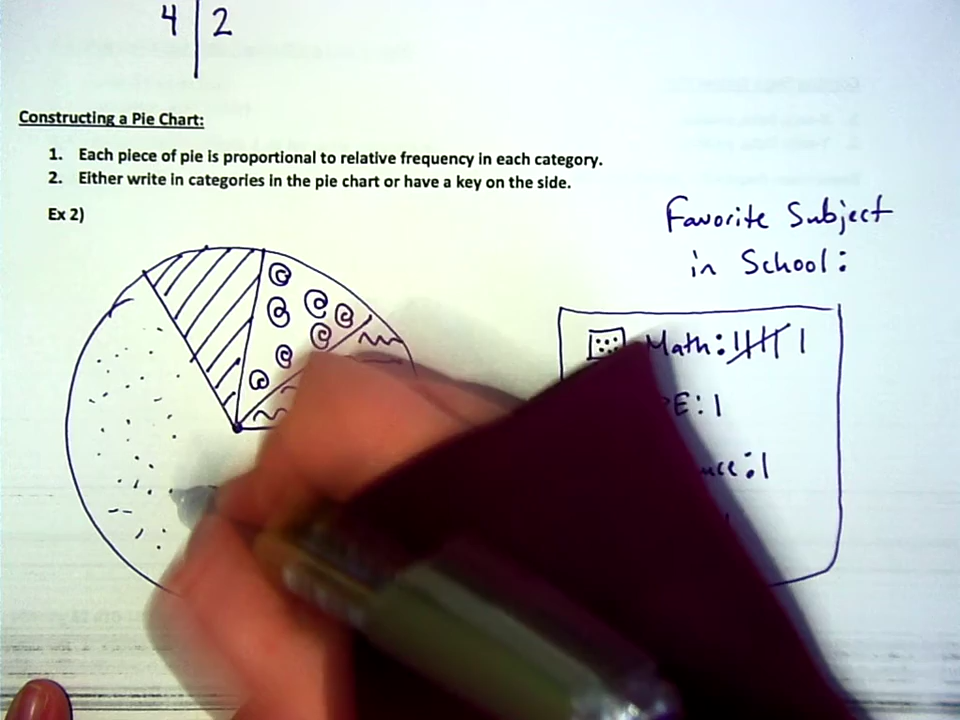 4 | 2
Constructing a Pie Chart:
1. Each piece of pie is proportional to relative frequency in each category.
2. Either write in categories in the pie chart or have a key on the side.
Ex 2)
Favorite Subject
in School:
Math: 𝍸 I
E: I
: I